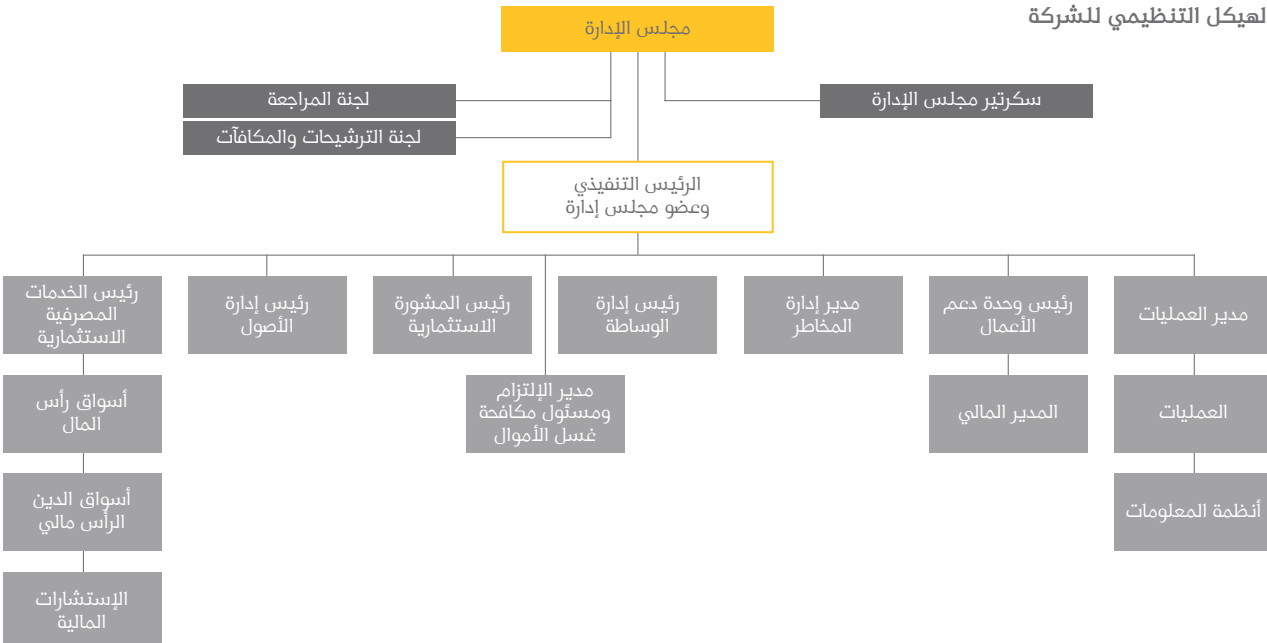 لهيكل التنظيمي للشركة
مجلس الإدارة
سكرتير مجلس الإدارة
لجنة المراجعة
لجنة الترشيحات والمكافآت
الرئيس التنفيذي
وعضو مجلس إدارة
مدير العمليات
رئيس وحدة دعم
الأعمال
مدير إدارة
المخاطر
رئيس إدارة
الوساطة
رئيس المشورة
الاستثمارية
رئيس إدارة
الأصول
رئيس الخدمات
المصرفية
الاستثمارية
العمليات
المدير المالي
مدير الإلتزام
ومسئول مكافحة
غسل الأموال
أسواق رأس
المال
أنظمة المعلومات
أسواق الدين
الرأس مالي
الإستشارات
المالية